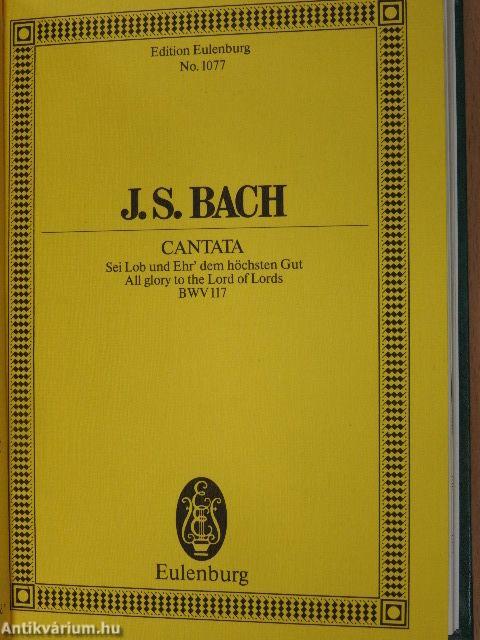 Edition Eulenburg
No. 1077
J. S. BACH
CANTATA
Sei Lob und Ehr' dem höchsten Gut
All glory to the Lord of Lords
BWV 117
Eulenburg
Antikvárium.hu